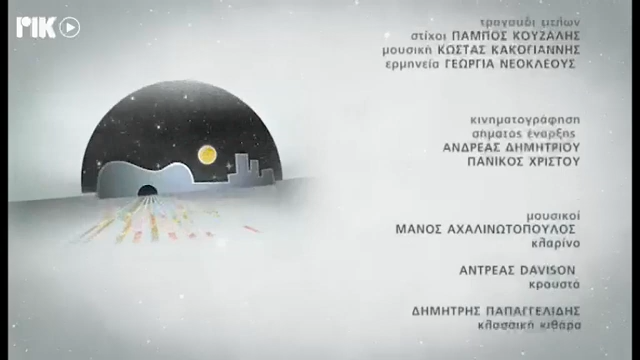 ΡΙΚ
τραγούδι τίτλων
στίχοι ΠΑΜΠΟΣ ΚΟΥΖΑΛΗΣ
μουσική ΚΩΣΤΑΣ ΚΑΚΟΓΙΑΝΝΗΣ
ερμηνεία ΓΕΩΡΓΙΑ ΝΕΟΚΛΕΟΥΣ
κινηματογράφηση
σήματος έναρξης
ΑΝΔΡΕΑΣ ΔΗΜΗΤΡΙΟΥ
ΠΑΝΙΚΟΣ ΧΡΙΣΤΟΥ
μουσικοί
ΜΑΝΟΣ ΑΧΑΛΙΝΩΤΟΠΟΥΛΟΣ
κλαρίνο
ΑΝΤΡΕΑΣ DAVISON
κρουστά
ΔΗΜΗΤΡΗΣ ΠΑΠΑΓΓΕΛΙΔΗΣ
κλασσική κιθάρα